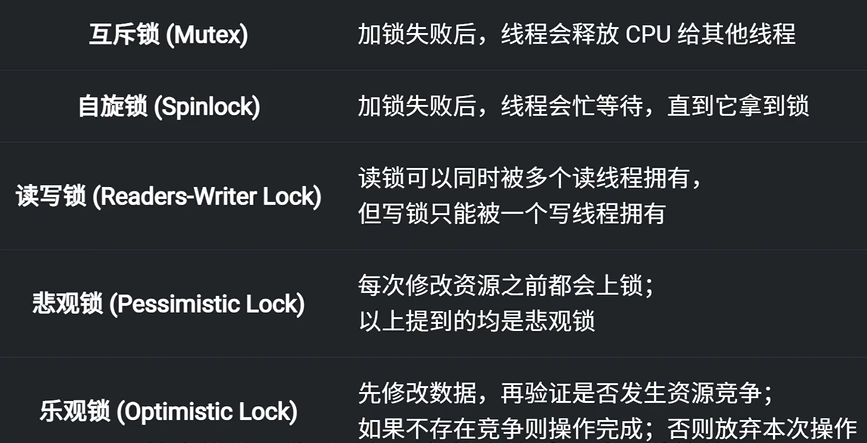 互斥锁 (Mutex) 加锁失败后，线程会释放 CPU 给其他线程
自旋锁 (Spinlock) 加锁失败后，线程会忙等待，直到它拿到锁
读写锁 (Readers-Writer Lock) 读锁可以同时被多个读线程拥有，
但写锁只能被一个写线程拥有
悲观锁 (Pessimistic Lock) 每次修改资源之前都会上锁；
以上提到的均是悲观锁
乐观锁 (Optimistic Lock) 先修改数据，再验证是否发生资源竞争；
如果不存在竞争则操作完成；否则放弃本次操作